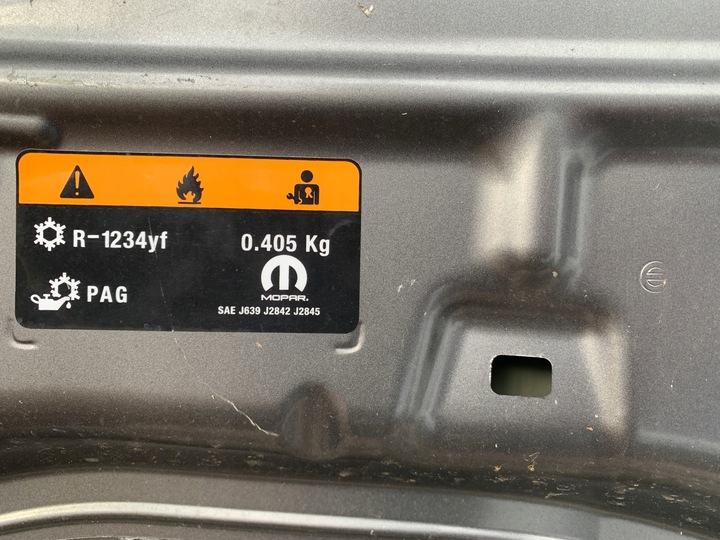 R-1234yf 0.405 Kg
MOPAR.
PAG
SAE J639 J2842 J2845